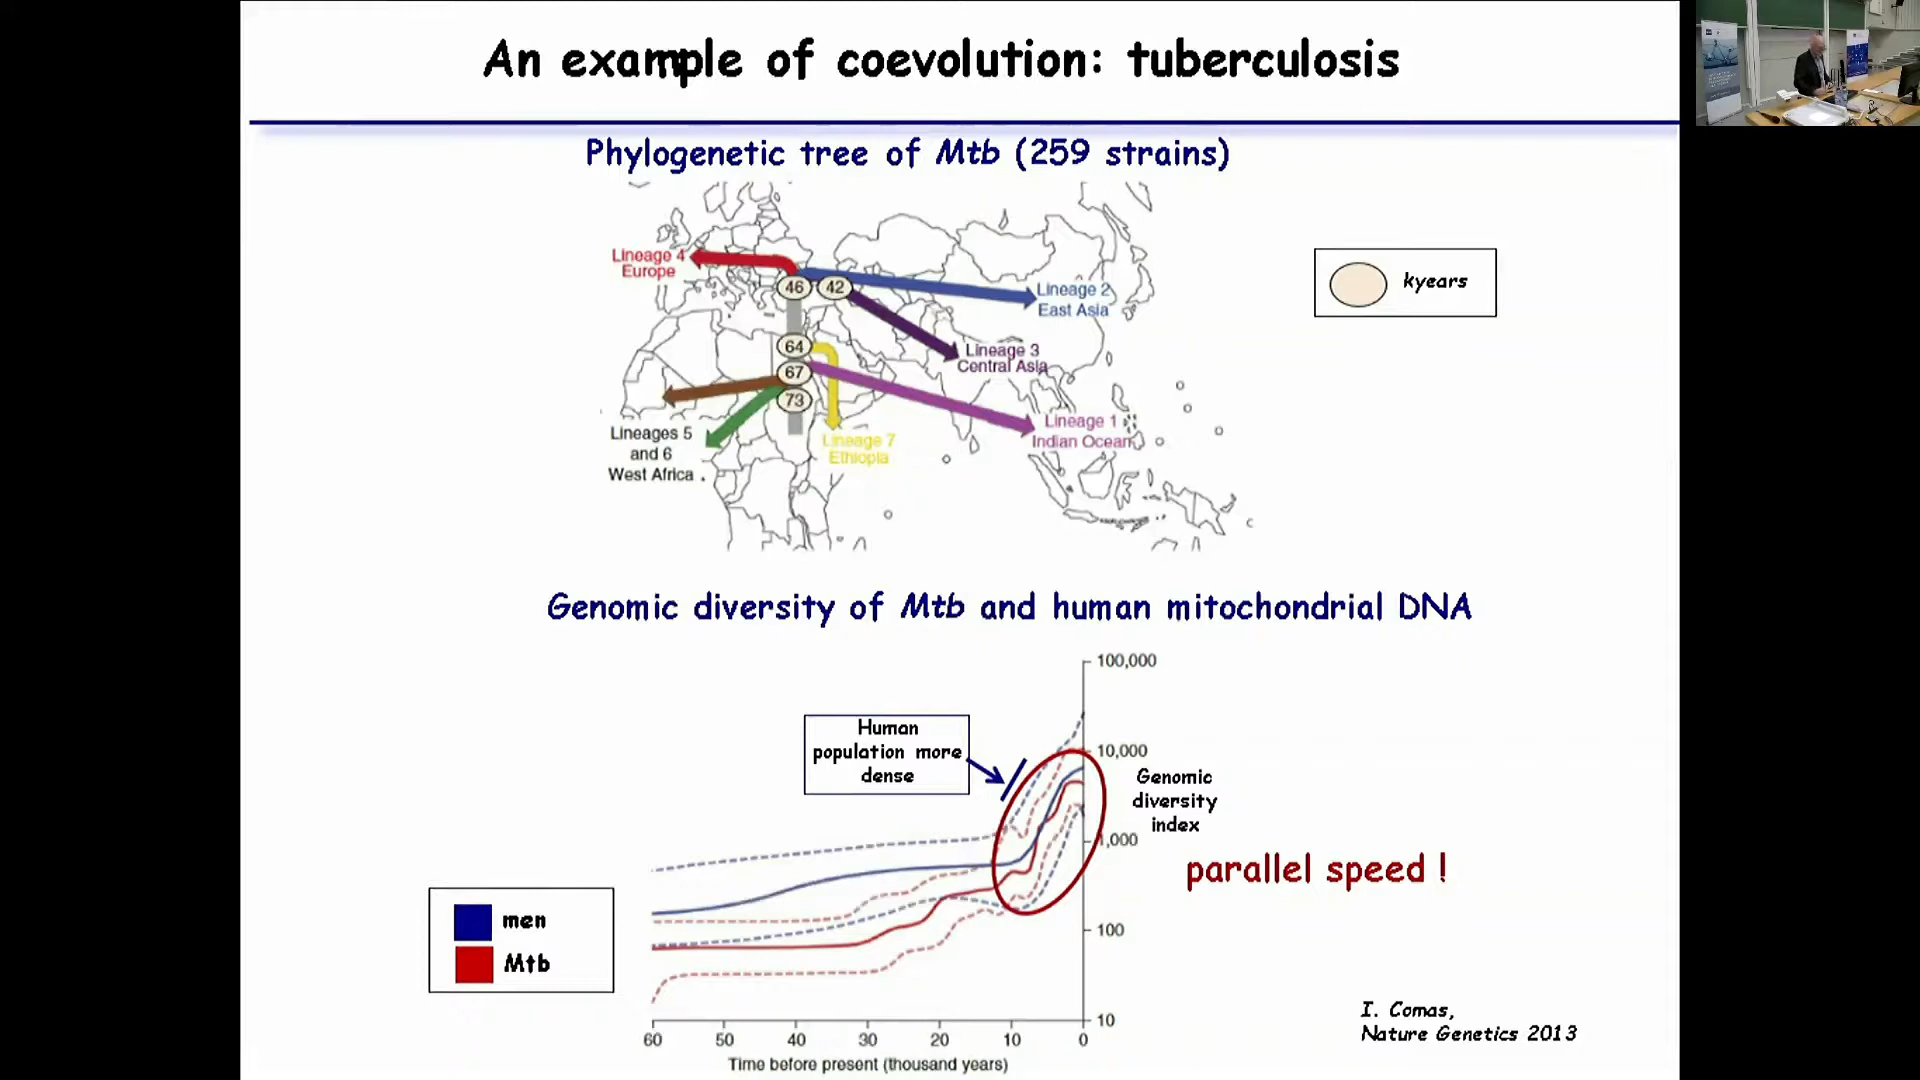 An example of coevolution: tuberculosis
Phylogenetic tree of Mtb (259 strains)
Lineage 4
Europe
46
42
Lineage 2
East Asia
kyears
64
Lineage 3
Central Asia
67
73
Lineage 1
Indian Ocean
Lineages 5
and 6
West Africa
Lineage 7
Ethiopia
Genomic diversity of Mtb and human mitochondrial DNA
100,000
Human
population more
dense
10,000
Genomic
diversity
index
1,000
parallel speed !
men
Mtb
100
10
60 50 40 30 20 10 0
Time before present (thousand years)
I. Comas,
Nature Genetics 2013